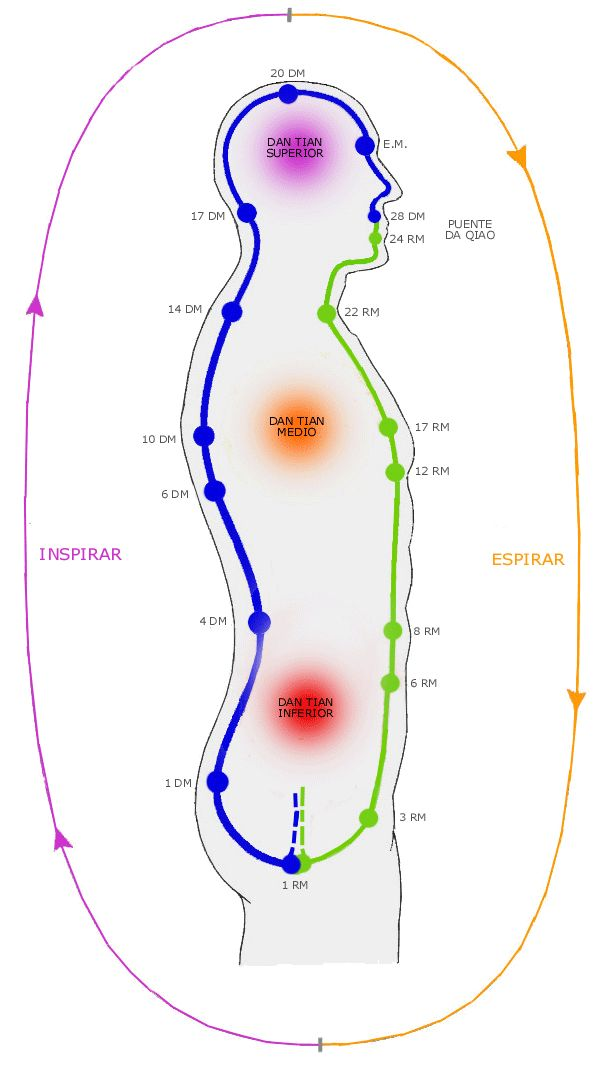 20 DM
DAN TIAN
SUPERIOR
E.M.
17 DM
28 DM
24 RM
PUENTE
DA QIAO
14 DM
22 RM
DAN TIAN
MEDIO
17 RM
10 DM
12 RM
6 DM
INSPIRAR
ESPIRAR
4 DM
8 RM
6 RM
DAN TIAN
INFERIOR
1 DM
3 RM
1 RM